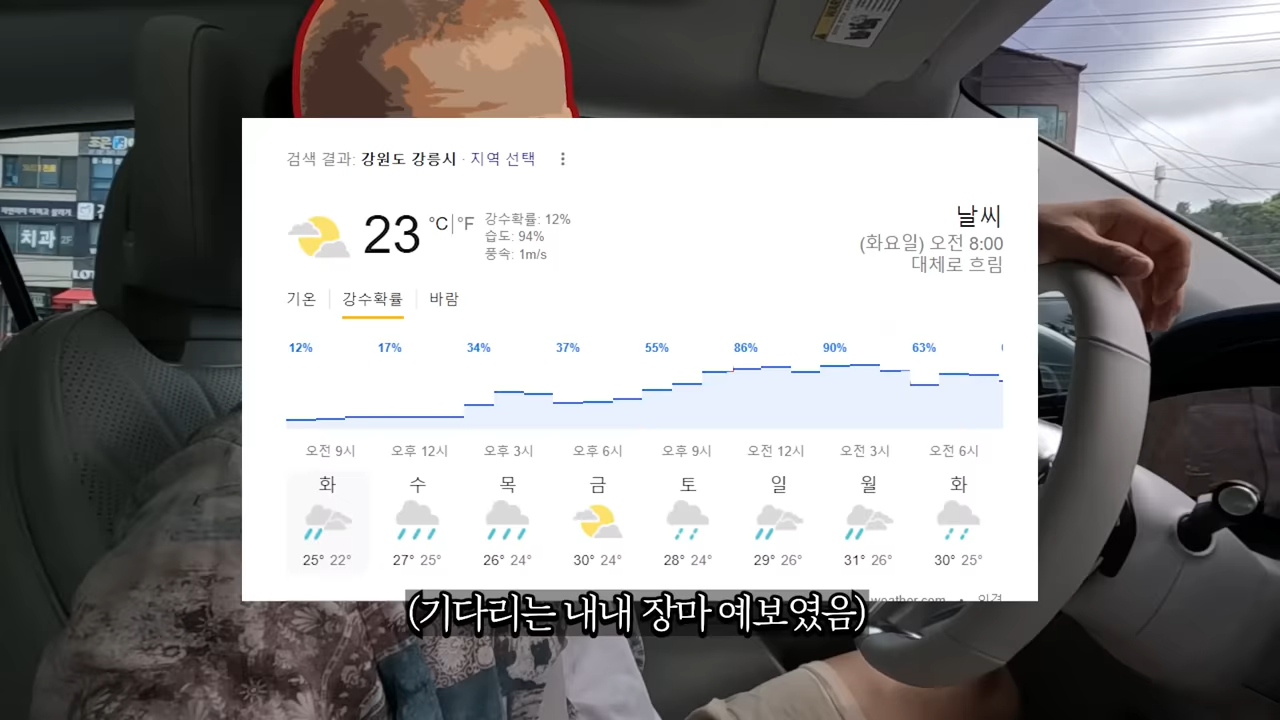 검색 결과: 강원도 강릉시 · 지역 선택
23 °C | °F
강수확률: 12%
습도: 94%
풍속: 1m/s
날씨
(화요일) 오전 8:00
대체로 흐림
기온 강수확률 바람
12% 17% 34% 37% 55% 86% 90% 63%
오전 9시 오후 12시 오후 3시 오후 6시 오후 9시 오전 12시 오전 3시 오전 6시
화 수 목 금 토 일 월 화
25° 22° 27° 25° 26° 24° 30° 24° 28° 24° 29° 26° 31° 26° 30° 25°
weather.com • 의견
(기다리는 내내 장마 예보였음)
치과 2F